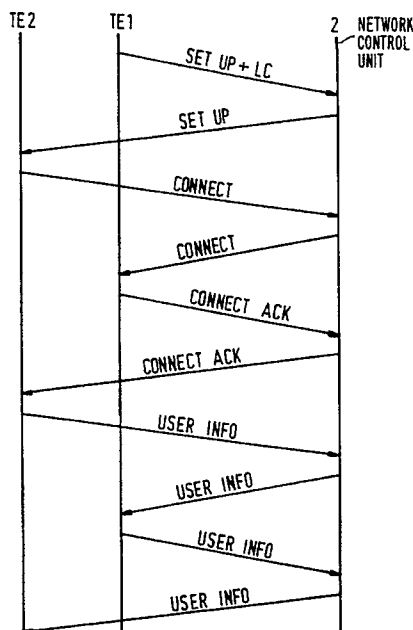 TE2 TE1 2 NETWORK
CONTROL
UNIT
SET UP + LC
SET UP
CONNECT
CONNECT
CONNECT ACK
CONNECT ACK
USER INFO
USER INFO
USER INFO
USER INFO